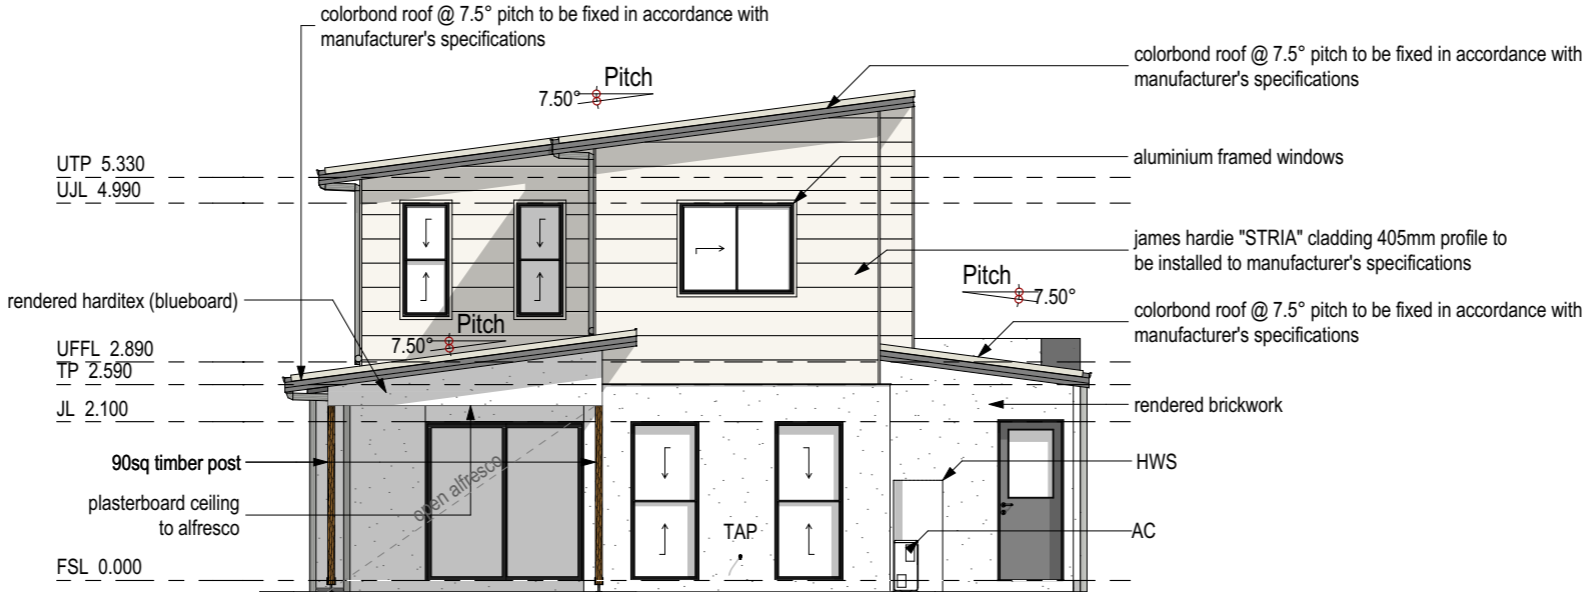 colorbond roof @ 7.5° pitch to be fixed in accordance with
manufacturer's specifications
colorbond roof @ 7.5° pitch to be fixed in accordance with
manufacturer's specifications
Pitch
7.50°
UTP 5.330
UJL 4.990
aluminium framed windows
james hardie "STRIA" cladding 405mm profile to
be installed to manufacturer's specifications
Pitch
7.50°
rendered harditex (blueboard)
colorbond roof @ 7.5° pitch to be fixed in accordance with
manufacturer's specifications
Pitch
7.50°
UFFL 2.890
TP 2.590
JL 2.100
rendered brickwork
90sq timber post
HWS
open alfresco
plasterboard ceiling
to alfresco
TAP
AC
FSL 0.000